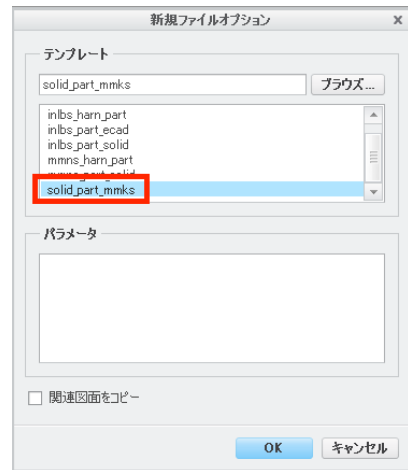 新規ファイルオプション
x
テンプレート
solid_part_mmks
ブラウズ...
inlbs_harn_part
inlbs_part_ecad
inlbs_part_solid
mmns_harn_part
mmns_part_solid
solid_part_mmks
パラメータ
関連図面をコピー
OK
キャンセル